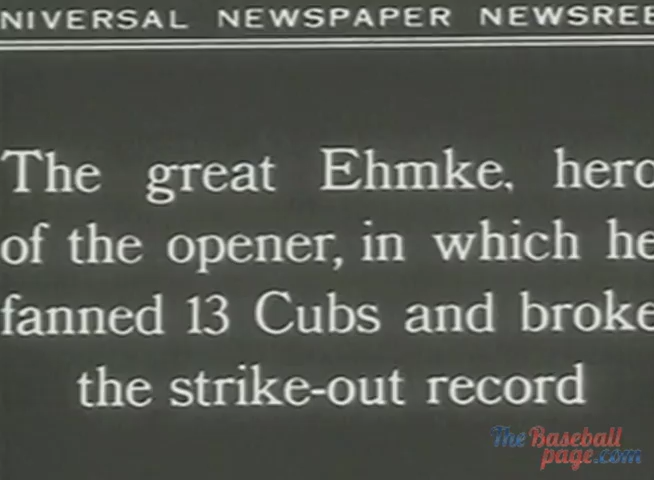 NIVERSAL NEWSPAPER NEWSREE
The great Ehmke, hero
of the opener, in which he
fanned 13 Cubs and broke
the strike-out record
The Baseball
page.com